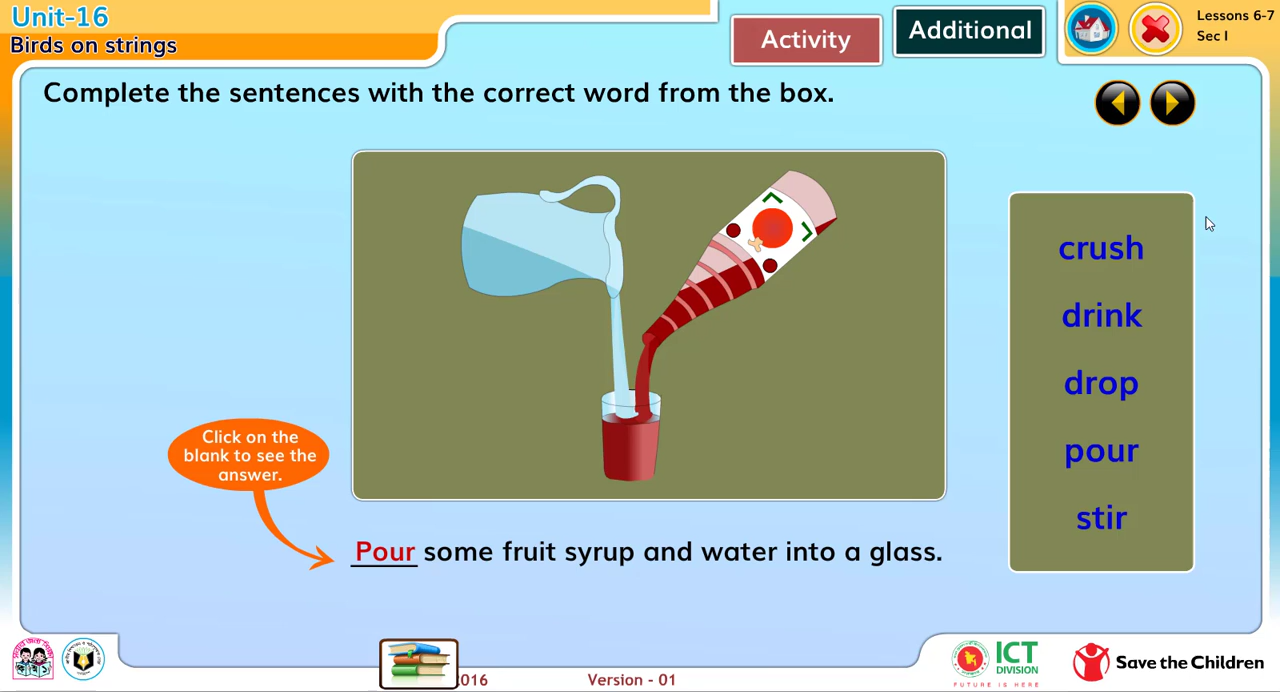 Unit-16
Birds on strings
Activity
Additional
Lessons 6-7
Sec I
Complete the sentences with the correct word from the box.
crush
drink
drop
pour
stir
Click on the
blank to see the
answer.
Pour some fruit syrup and water into a glass.
2016
Version - 01
ICT
DIVISION
FUTURE IS HERE
Save the Children